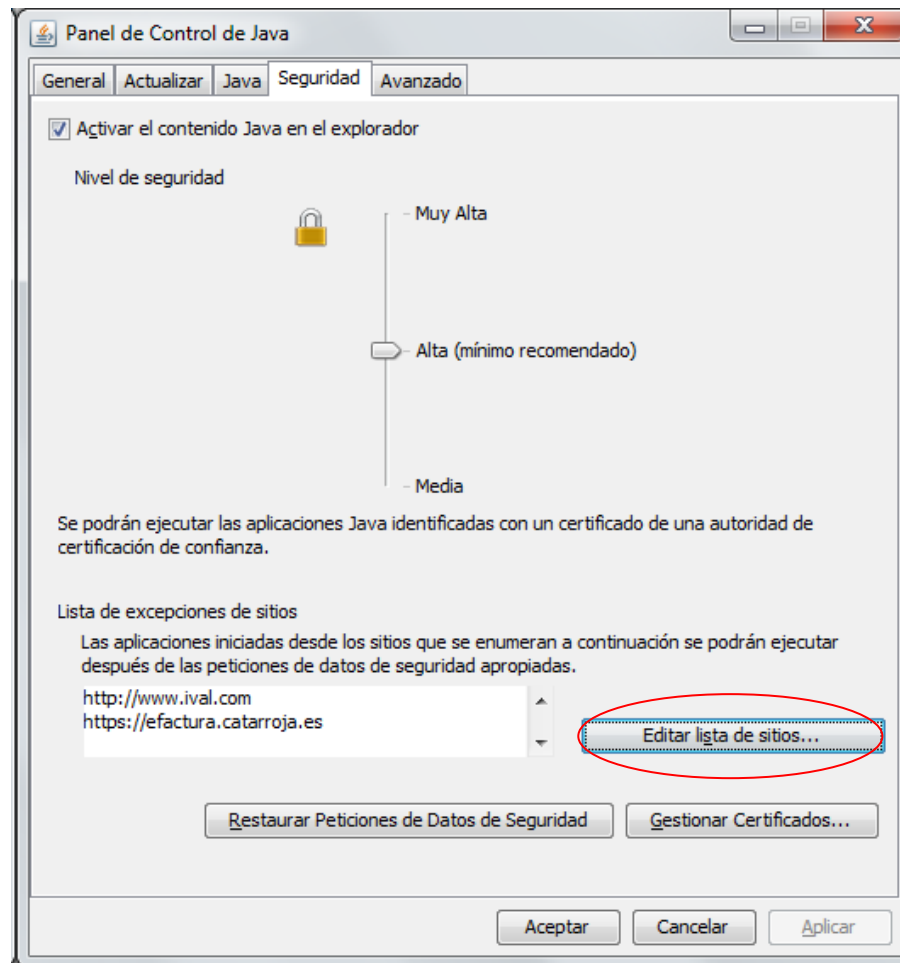 Panel de Control de Java
General Actualizar Java Seguridad Avanzado
Activar el contenido Java en el explorador
Nivel de seguridad
- Muy Alta
- Alta (mínimo recomendado)
- Media
Se podrán ejecutar las aplicaciones Java identificadas con un certificado de una autoridad de
certificación de confianza.
Lista de excepciones de sitios
Las aplicaciones iniciadas desde los sitios que se enumeran a continuación se podrán ejecutar
después de las peticiones de datos de seguridad apropiadas.
http://www.ival.com
https://efactura.catarroja.es
Editar lista de sitios...
Restaurar Peticiones de Datos de Seguridad Gestionar Certificados...
Aceptar Cancelar Aplicar